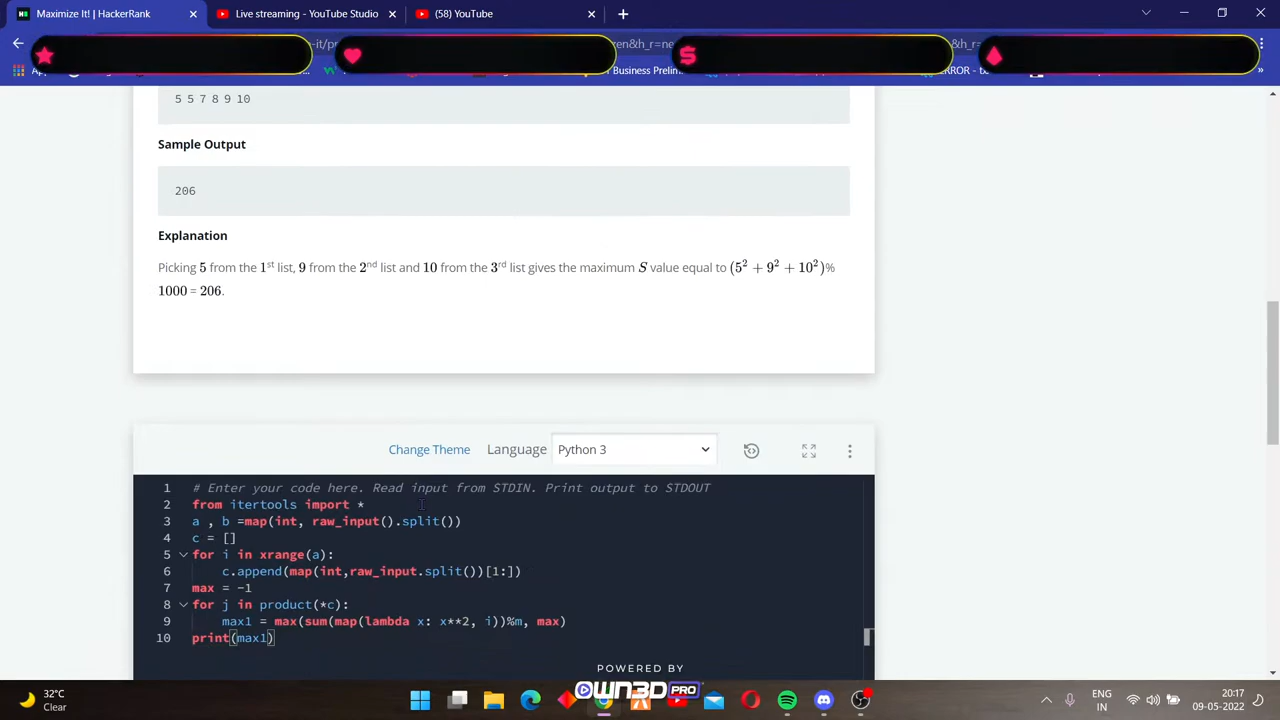 Maximize It! | HackerRank
Live streaming - YouTube Studio
(58) YouTube
5 5 7 8 9 10
Sample Output
206
Explanation
Picking 5 from the 1st list, 9 from the 2nd list and 10 from the 3rd list gives the maximum S value equal to (5² + 9² + 10²)%
1000 = 206.
Change Theme Language Python 3
1 # Enter your code here. Read input from STDIN. Print output to STDOUT
2 from itertools import *
3 a , b =map(int, raw_input().split())
4 c = []
5 for i in xrange(a):
6 c.append(map(int,raw_input.split())[1:])
7 max = -1
8 for j in product(*c):
9 max1 = max(sum(map(lambda x: x**2, i))%m, max)
10 print(max1)
POWERED BY
OWN3D PRO
32°C
Clear
ENG
IN
20:17
09-05-2022